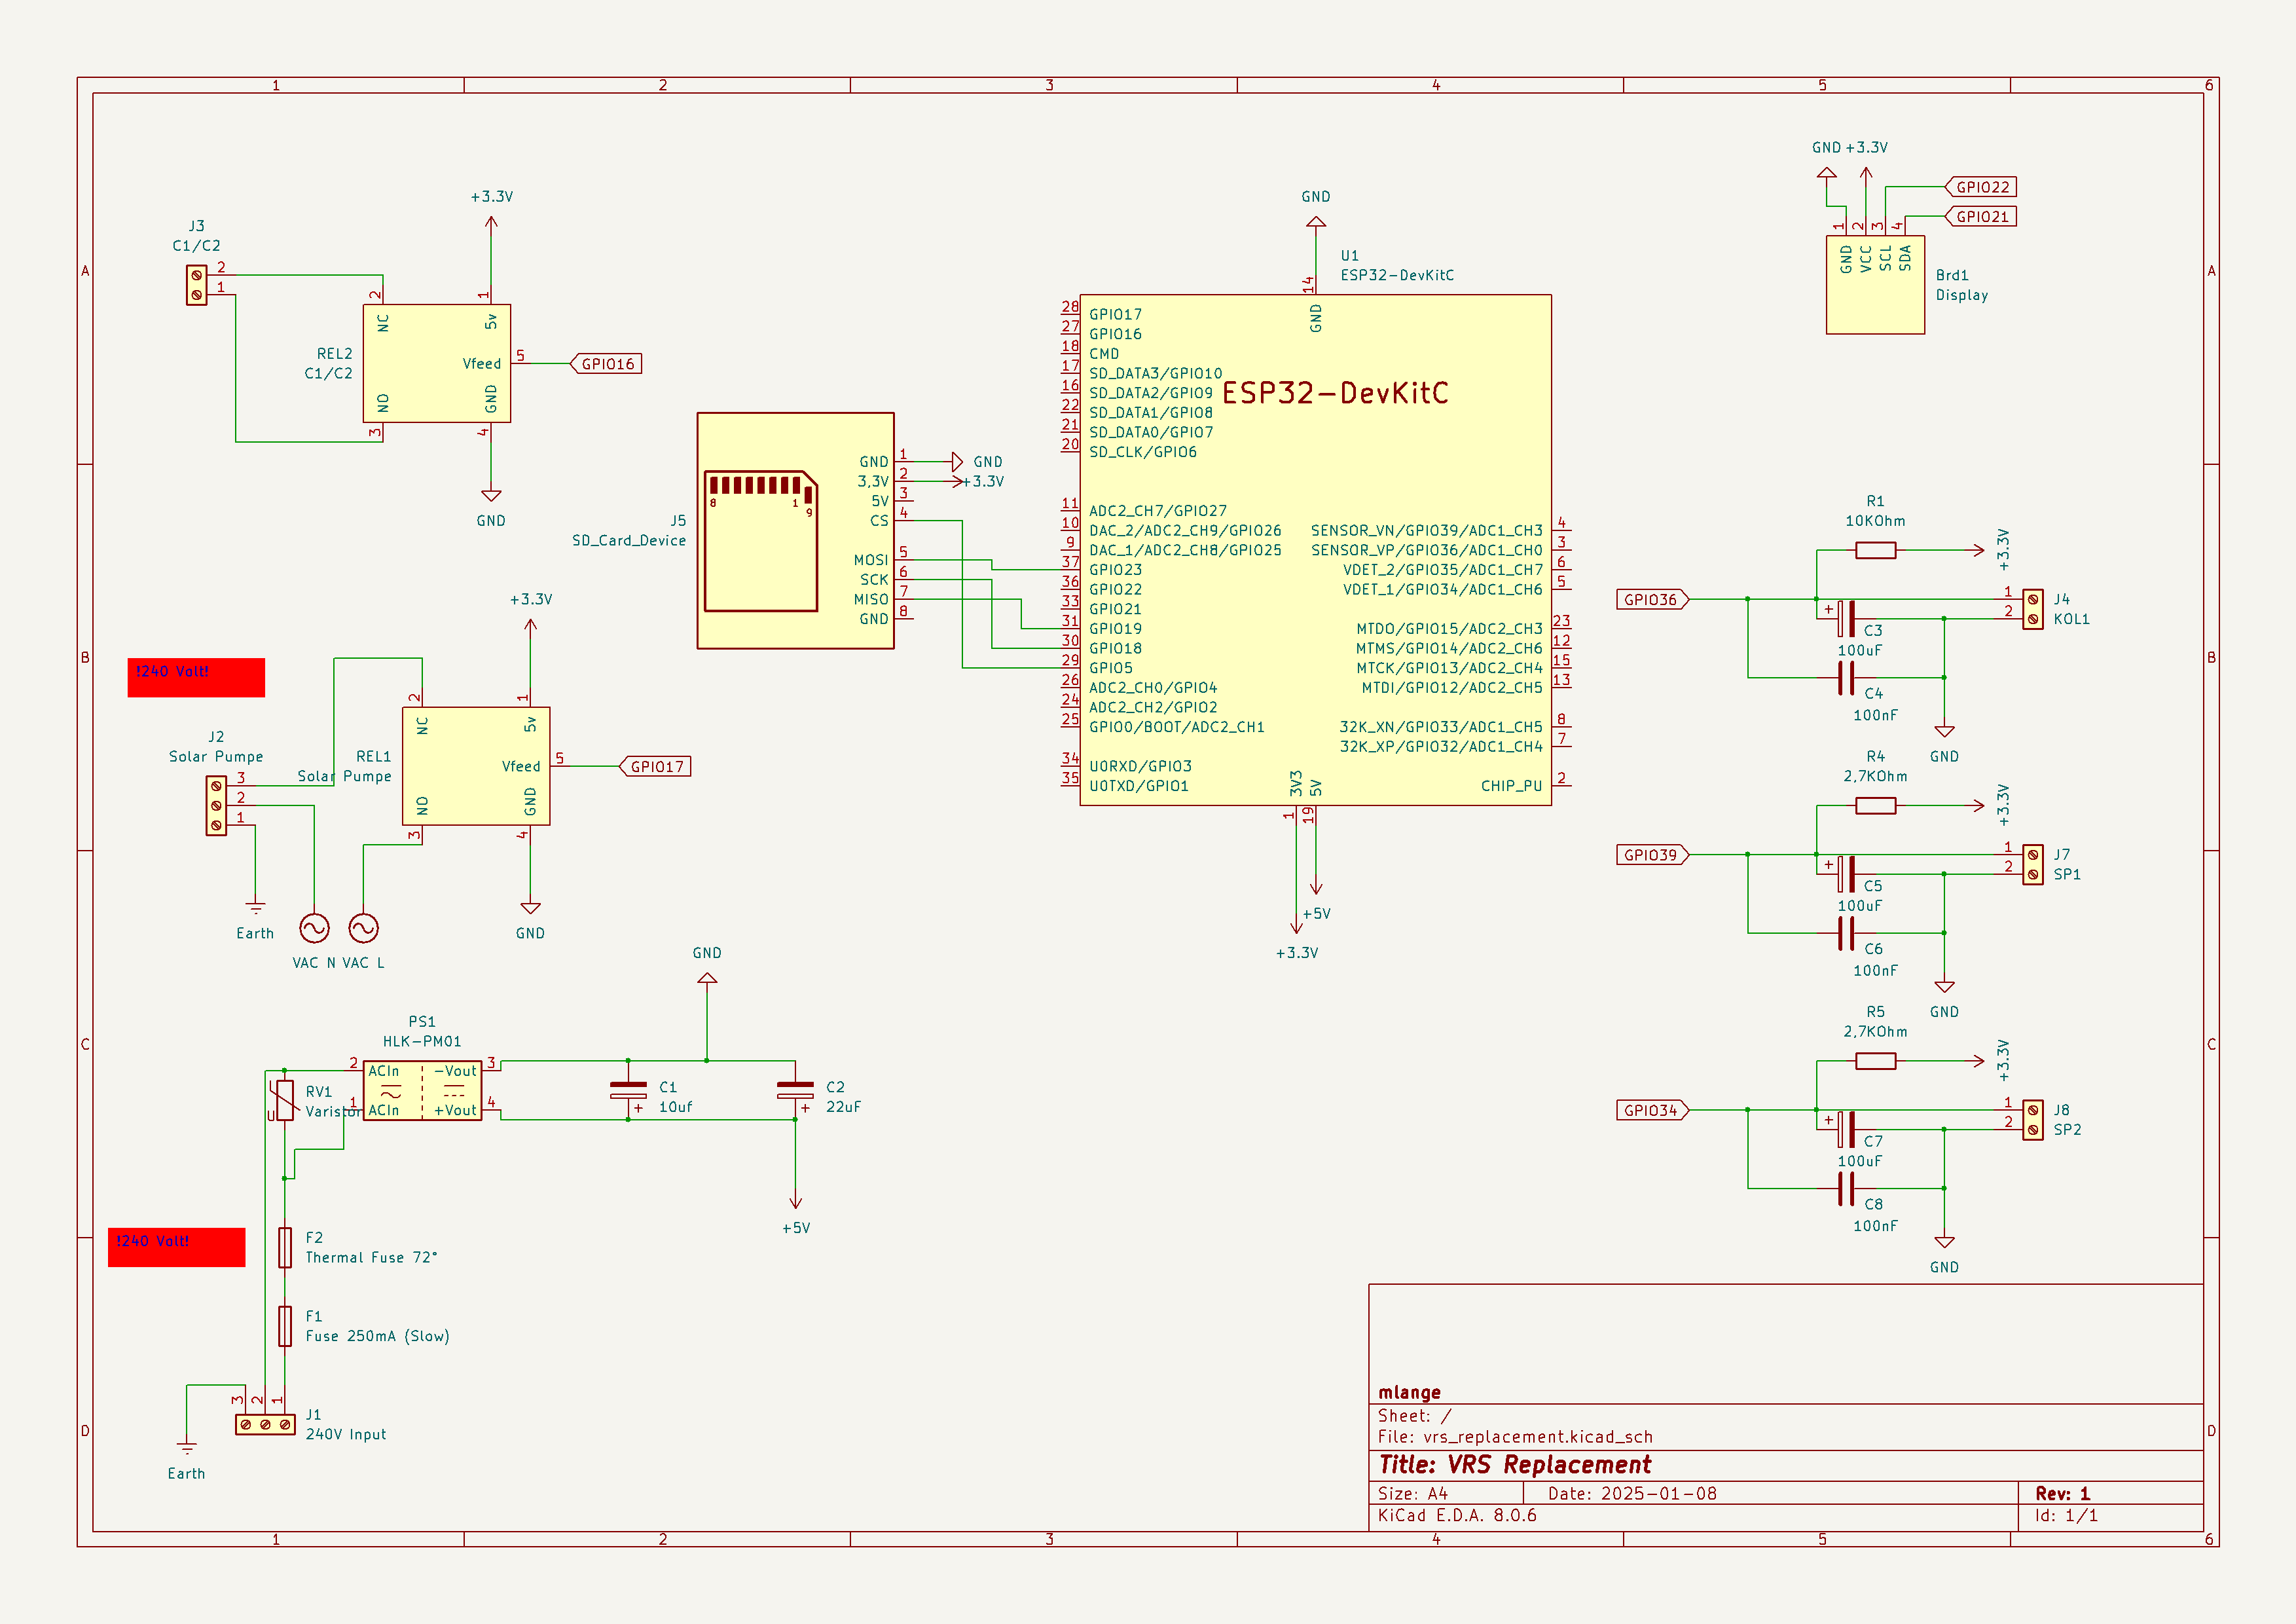 1 2 3 4 5 6
A
B
C
D
A
B
C
D
J3
C1/C2
2
1
+3.3V
2
1
NC
5v
REL2
C1/C2
Vfeed
5
GPIO16
NO
GND
3
4
GND
!240 Volt!
J2
Solar Pumpe
3
2
1
+3.3V
2
1
NC
5v
REL1
Solar Pumpe
Vfeed
5
GPIO17
NO
GND
3
4
GND
Earth
VAC N
VAC L
J5
SD_Card_Device
8
1
9
GND 1
3,3V 2
5V 3
CS 4
MOSI 5
SCK 6
MISO 7
GND 8
GND
+3.3V
GND
U1
ESP32-DevKitC
14
GND
ESP32-DevKitC
28 GPIO17
27 GPIO16
18 CMD
17 SD_DATA3/GPIO10
16 SD_DATA2/GPIO9
22 SD_DATA1/GPIO8
21 SD_DATA0/GPIO7
20 SD_CLK/GPIO6
11 ADC2_CH7/GPIO27
10 DAC_2/ADC2_CH9/GPIO26
9 DAC_1/ADC2_CH8/GPIO25
37 GPIO23
36 GPIO22
33 GPIO21
31 GPIO19
30 GPIO18
29 GPIO5
26 ADC2_CH0/GPIO4
24 ADC2_CH2/GPIO2
25 GPIO0/BOOT/ADC2_CH1
34 U0RXD/GPIO3
35 U0TXD/GPIO1
SENSOR_VN/GPIO39/ADC1_CH3 4
SENSOR_VP/GPIO36/ADC1_CH0 3
VDET_2/GPIO35/ADC1_CH7 6
VDET_1/GPIO34/ADC1_CH6 5
MTDO/GPIO15/ADC2_CH3 23
MTMS/GPIO14/ADC2_CH6 12
MTCK/GPIO13/ADC2_CH4 15
MTDI/GPIO12/ADC2_CH5 13
32K_XN/GPIO33/ADC1_CH5 8
32K_XP/GPIO32/ADC1_CH4 7
CHIP_PU 2
3V3
5V
1
19
+5V
+3.3V
GND +3.3V
GPIO22
GPIO21
1 2 3 4
GND
VCC
SCL
SDA
Brd1
Display
R1
10KOhm
+3.3V
GPIO36
+
C3
100uF
C4
100nF
1
2
J4
KOL1
GND
R4
2,7KOhm
+3.3V
GPIO39
+
C5
100uF
C6
100nF
1
2
J7
SP1
GND
R5
2,7KOhm
+3.3V
GPIO34
+
C7
100uF
C8
100nF
1
2
J8
SP2
GND
PS1
HLK-PM01
2 ACIn
1 ACIn
-Vout 3
+Vout 4
RV1
Varistor
U
GND
C1
10uf
+
C2
22uF
+
+5V
!240 Volt!
F2
Thermal Fuse 72°
F1
Fuse 250mA (Slow)
3 2 1
J1
240V Input
Earth
mlange
Sheet: /
File: vrs_replacement.kicad_sch
Title: VRS Replacement
Size: A4 Date: 2025-01-08 Rev: 1
KiCad E.D.A. 8.0.6 Id: 1/1
1 2 3 4 5 6